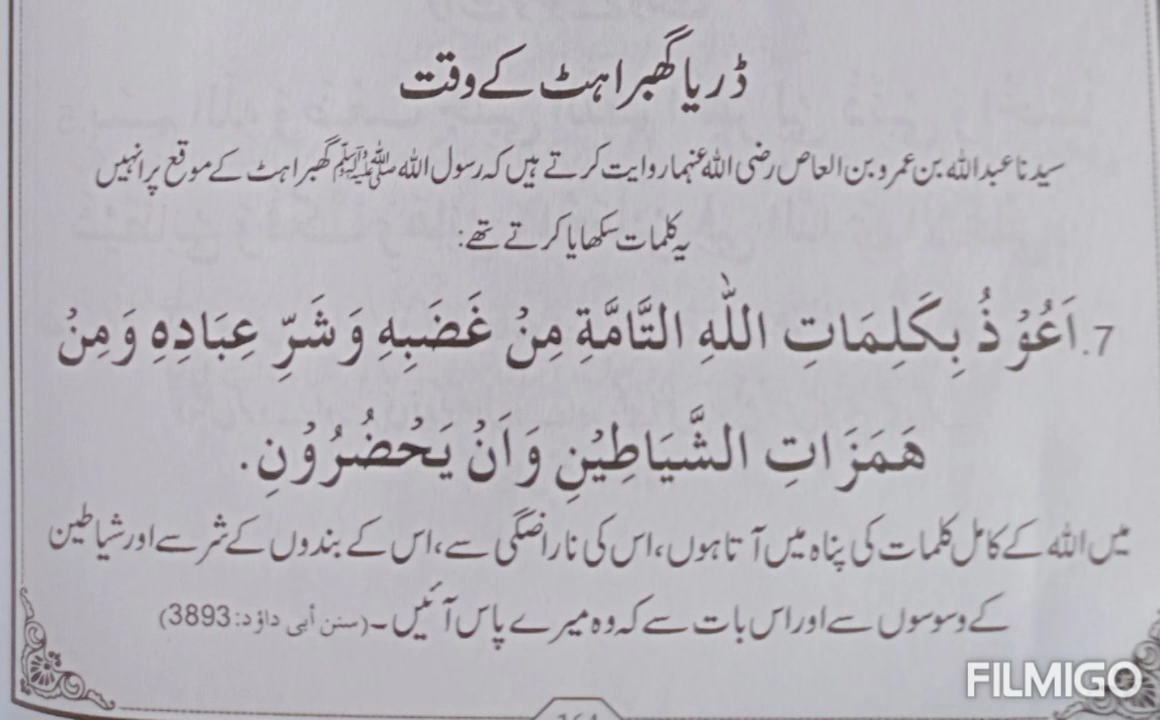 ڈر یا گھبراہٹ کے وقت
سیدنا عبداللہ بن عمرو بن العاص رضی اللہ عنہما روایت کرتے ہیں کہ رسول اللہ ﷺ گھبراہٹ کے موقع پر انہیں
یہ کلمات سکھایا کرتے تھے:
7. اَعُوْذُ بِكَلِمَاتِ اللّٰهِ التَّامَّةِ مِنْ غَضَبِهِ وَشَرِّ عِبَادِهِ وَمِنْ
هَمَزَاتِ الشَّيَاطِيْنِ وَاَنْ يَحْضُرُوْنِ.
میں اللہ کے کامل کلمات کی پناہ میں آتا ہوں، اس کی ناراضگی سے، اس کے بندوں کے شر سے اور شیاطین
کے وسوسوں سے اور اس بات سے کہ وہ میرے پاس آئیں۔ (سنن أبی داؤد: 3893)
FILMIGO